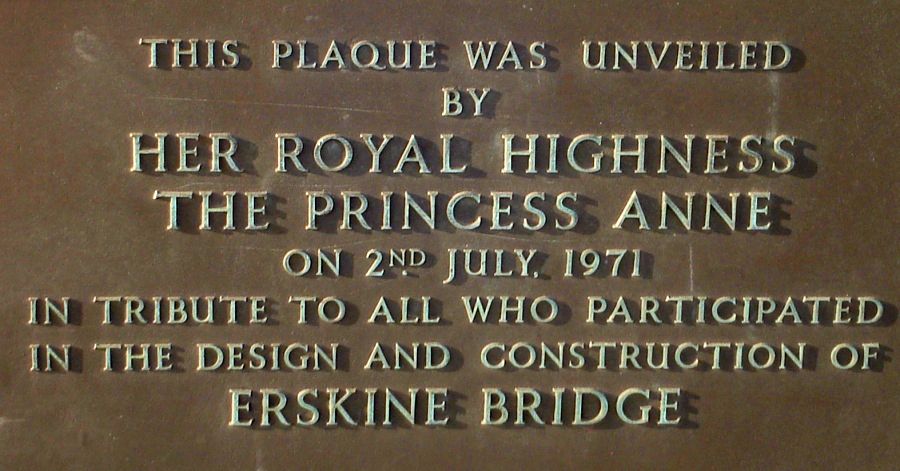 THIS PLAQUE WAS UNVEILED
BY
HER ROYAL HIGHNESS
THE PRINCESS ANNE
ON 2ND JULY, 1971
IN TRIBUTE TO ALL WHO PARTICIPATED
IN THE DESIGN AND CONSTRUCTION OF
ERSKINE BRIDGE